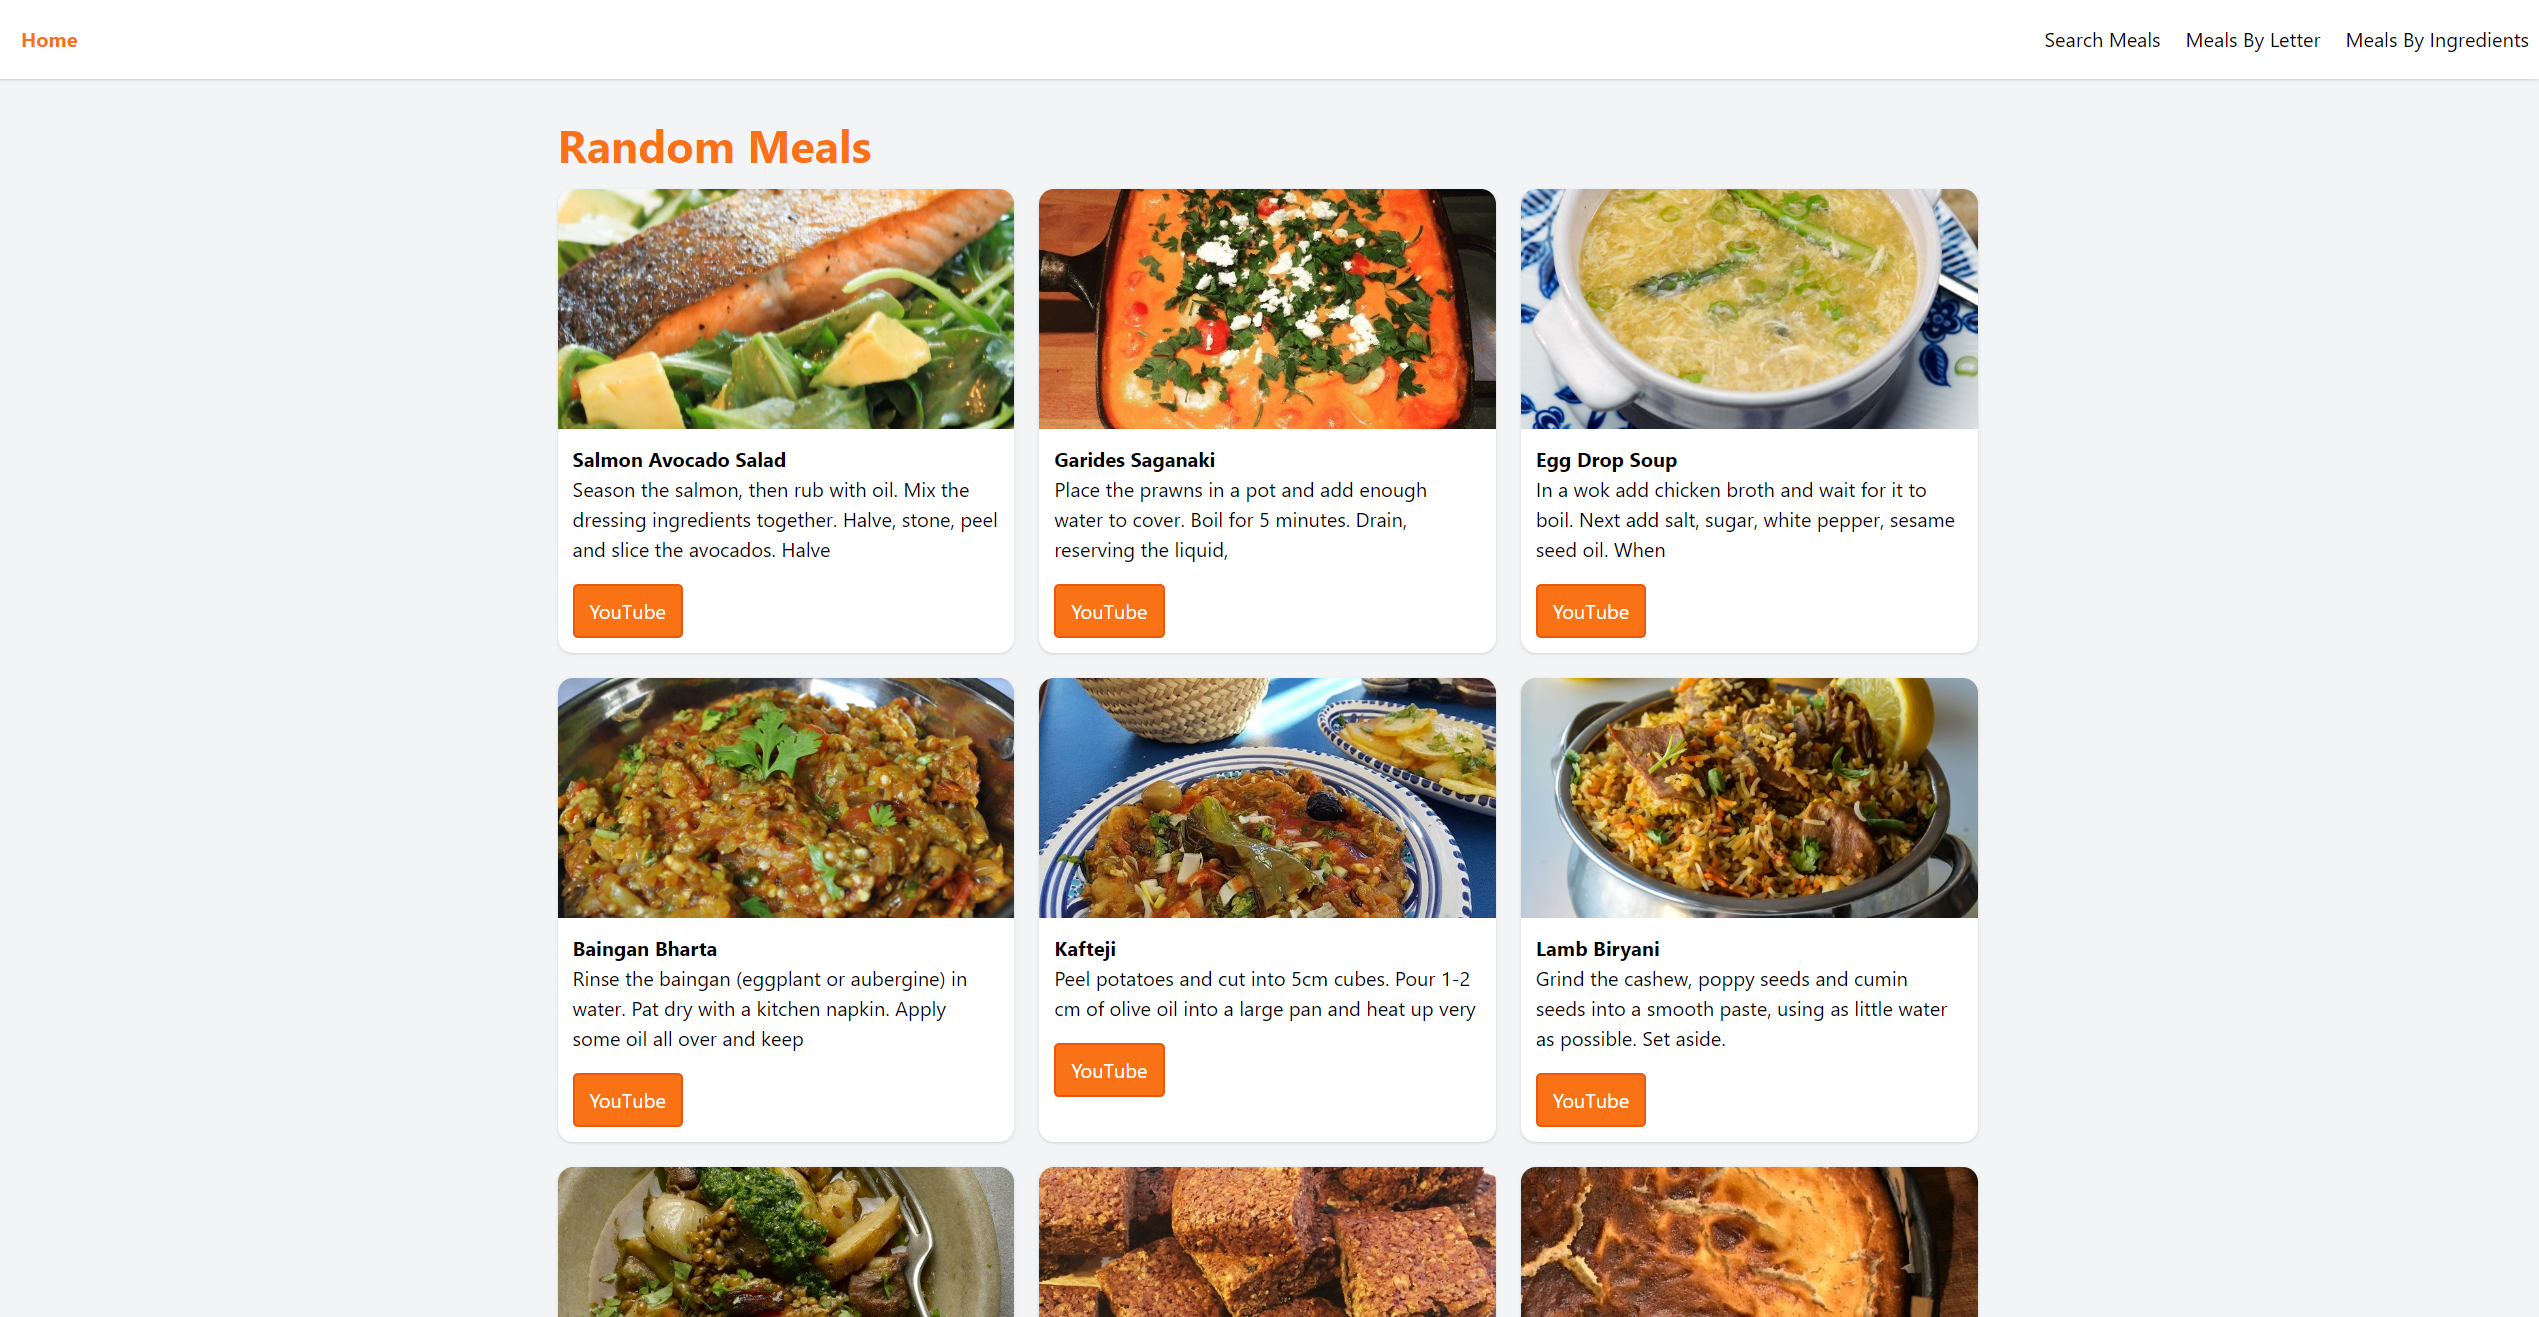 Home
Search Meals
Meals By Letter
Meals By Ingredients
Random Meals
Salmon Avocado Salad
Season the salmon, then rub with oil. Mix the
dressing ingredients together. Halve, stone, peel
and slice the avocados. Halve
YouTube
Garides Saganaki
Place the prawns in a pot and add enough
water to cover. Boil for 5 minutes. Drain,
reserving the liquid,
YouTube
Egg Drop Soup
In a wok add chicken broth and wait for it to
boil. Next add salt, sugar, white pepper, sesame
seed oil. When
YouTube
Baingan Bharta
Rinse the baingan (eggplant or aubergine) in
water. Pat dry with a kitchen napkin. Apply
some oil all over and keep
YouTube
Kafteji
Peel potatoes and cut into 5cm cubes. Pour 1-2
cm of olive oil into a large pan and heat up very
YouTube
Lamb Biryani
Grind the cashew, poppy seeds and cumin
seeds into a smooth paste, using as little water
as possible. Set aside.
YouTube